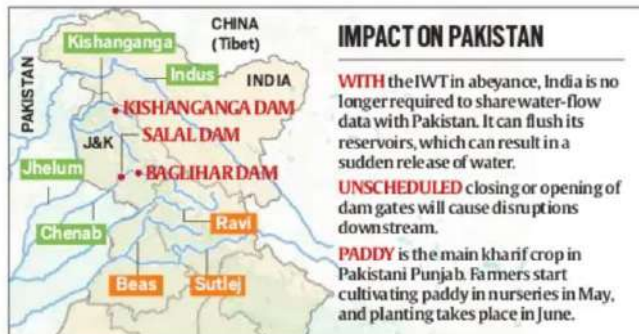 CHINA
(Tibet)
Kishanganga
Indus
INDIA
PAKISTAN
KISHANGANGA DAM
J&K
SALAL DAM
BAGLIHAR DAM
Jhelum
Chenab
Ravi
Beas
Sutlej
IMPACT ON PAKISTAN
WITH the IWT in abeyance, India is no
longer required to share water-flow
data with Pakistan. It can flush its
reservoirs, which can result in a
sudden release of water.
UNSCHEDULED closing or opening of
dam gates will cause disruptions
downstream.
PADDY is the main kharif crop in
Pakistani Punjab. Farmers start
cultivating paddy in nurseries in May,
and planting takes place in June.